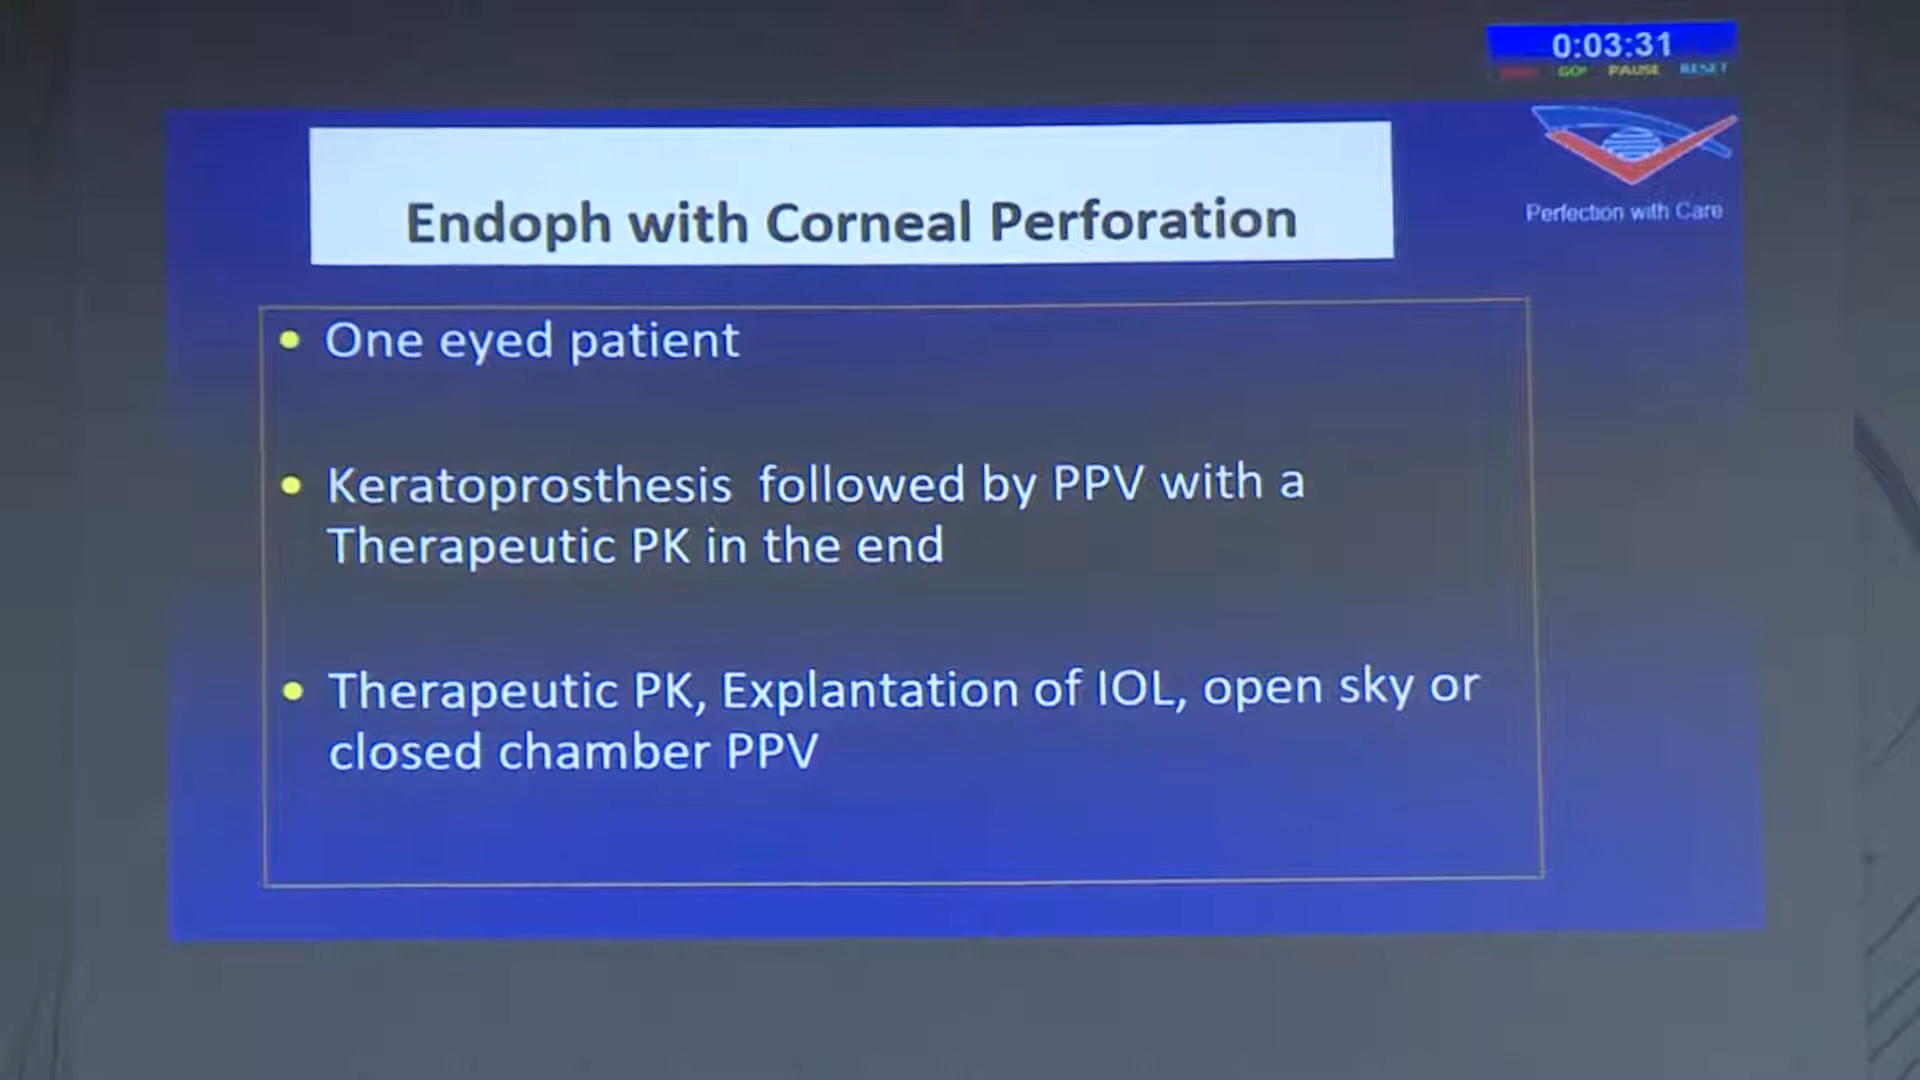 0:03:31
GO! PAUSE RESET
Perfection with Care
Endoph with Corneal Perforation
• One eyed patient
• Keratoprosthesis followed by PPV with a
Therapeutic PK in the end
• Therapeutic PK, Explantation of IOL, open sky or
closed chamber PPV